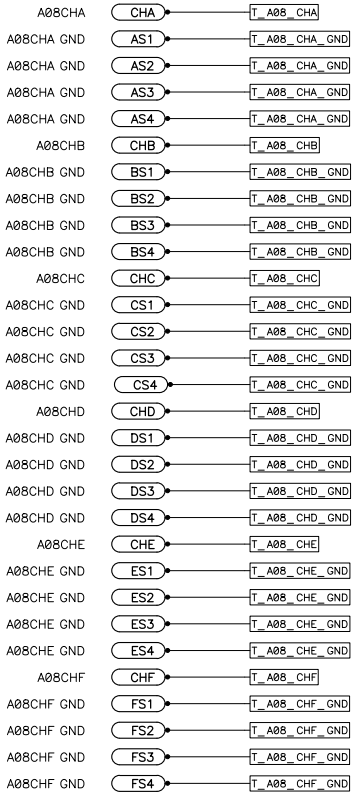 A08CHA CHA T_A08_CHA
A08CHA GND AS1 T_A08_CHA_GND
A08CHA GND AS2 T_A08_CHA_GND
A08CHA GND AS3 T_A08_CHA_GND
A08CHA GND AS4 T_A08_CHA_GND
A08CHB CHB T_A08_CHB
A08CHB GND BS1 T_A08_CHB_GND
A08CHB GND BS2 T_A08_CHB_GND
A08CHB GND BS3 T_A08_CHB_GND
A08CHB GND BS4 T_A08_CHB_GND
A08CHC CHC T_A08_CHC
A08CHC GND CS1 T_A08_CHC_GND
A08CHC GND CS2 T_A08_CHC_GND
A08CHC GND CS3 T_A08_CHC_GND
A08CHC GND CS4 T_A08_CHC_GND
A08CHD CHD T_A08_CHD
A08CHD GND DS1 T_A08_CHD_GND
A08CHD GND DS2 T_A08_CHD_GND
A08CHD GND DS3 T_A08_CHD_GND
A08CHD GND DS4 T_A08_CHD_GND
A08CHE CHE T_A08_CHE
A08CHE GND ES1 T_A08_CHE_GND
A08CHE GND ES2 T_A08_CHE_GND
A08CHE GND ES3 T_A08_CHE_GND
A08CHE GND ES4 T_A08_CHE_GND
A08CHF CHF T_A08_CHF
A08CHF GND FS1 T_A08_CHF_GND
A08CHF GND FS2 T_A08_CHF_GND
A08CHF GND FS3 T_A08_CHF_GND
A08CHF GND FS4 T_A08_CHF_GND